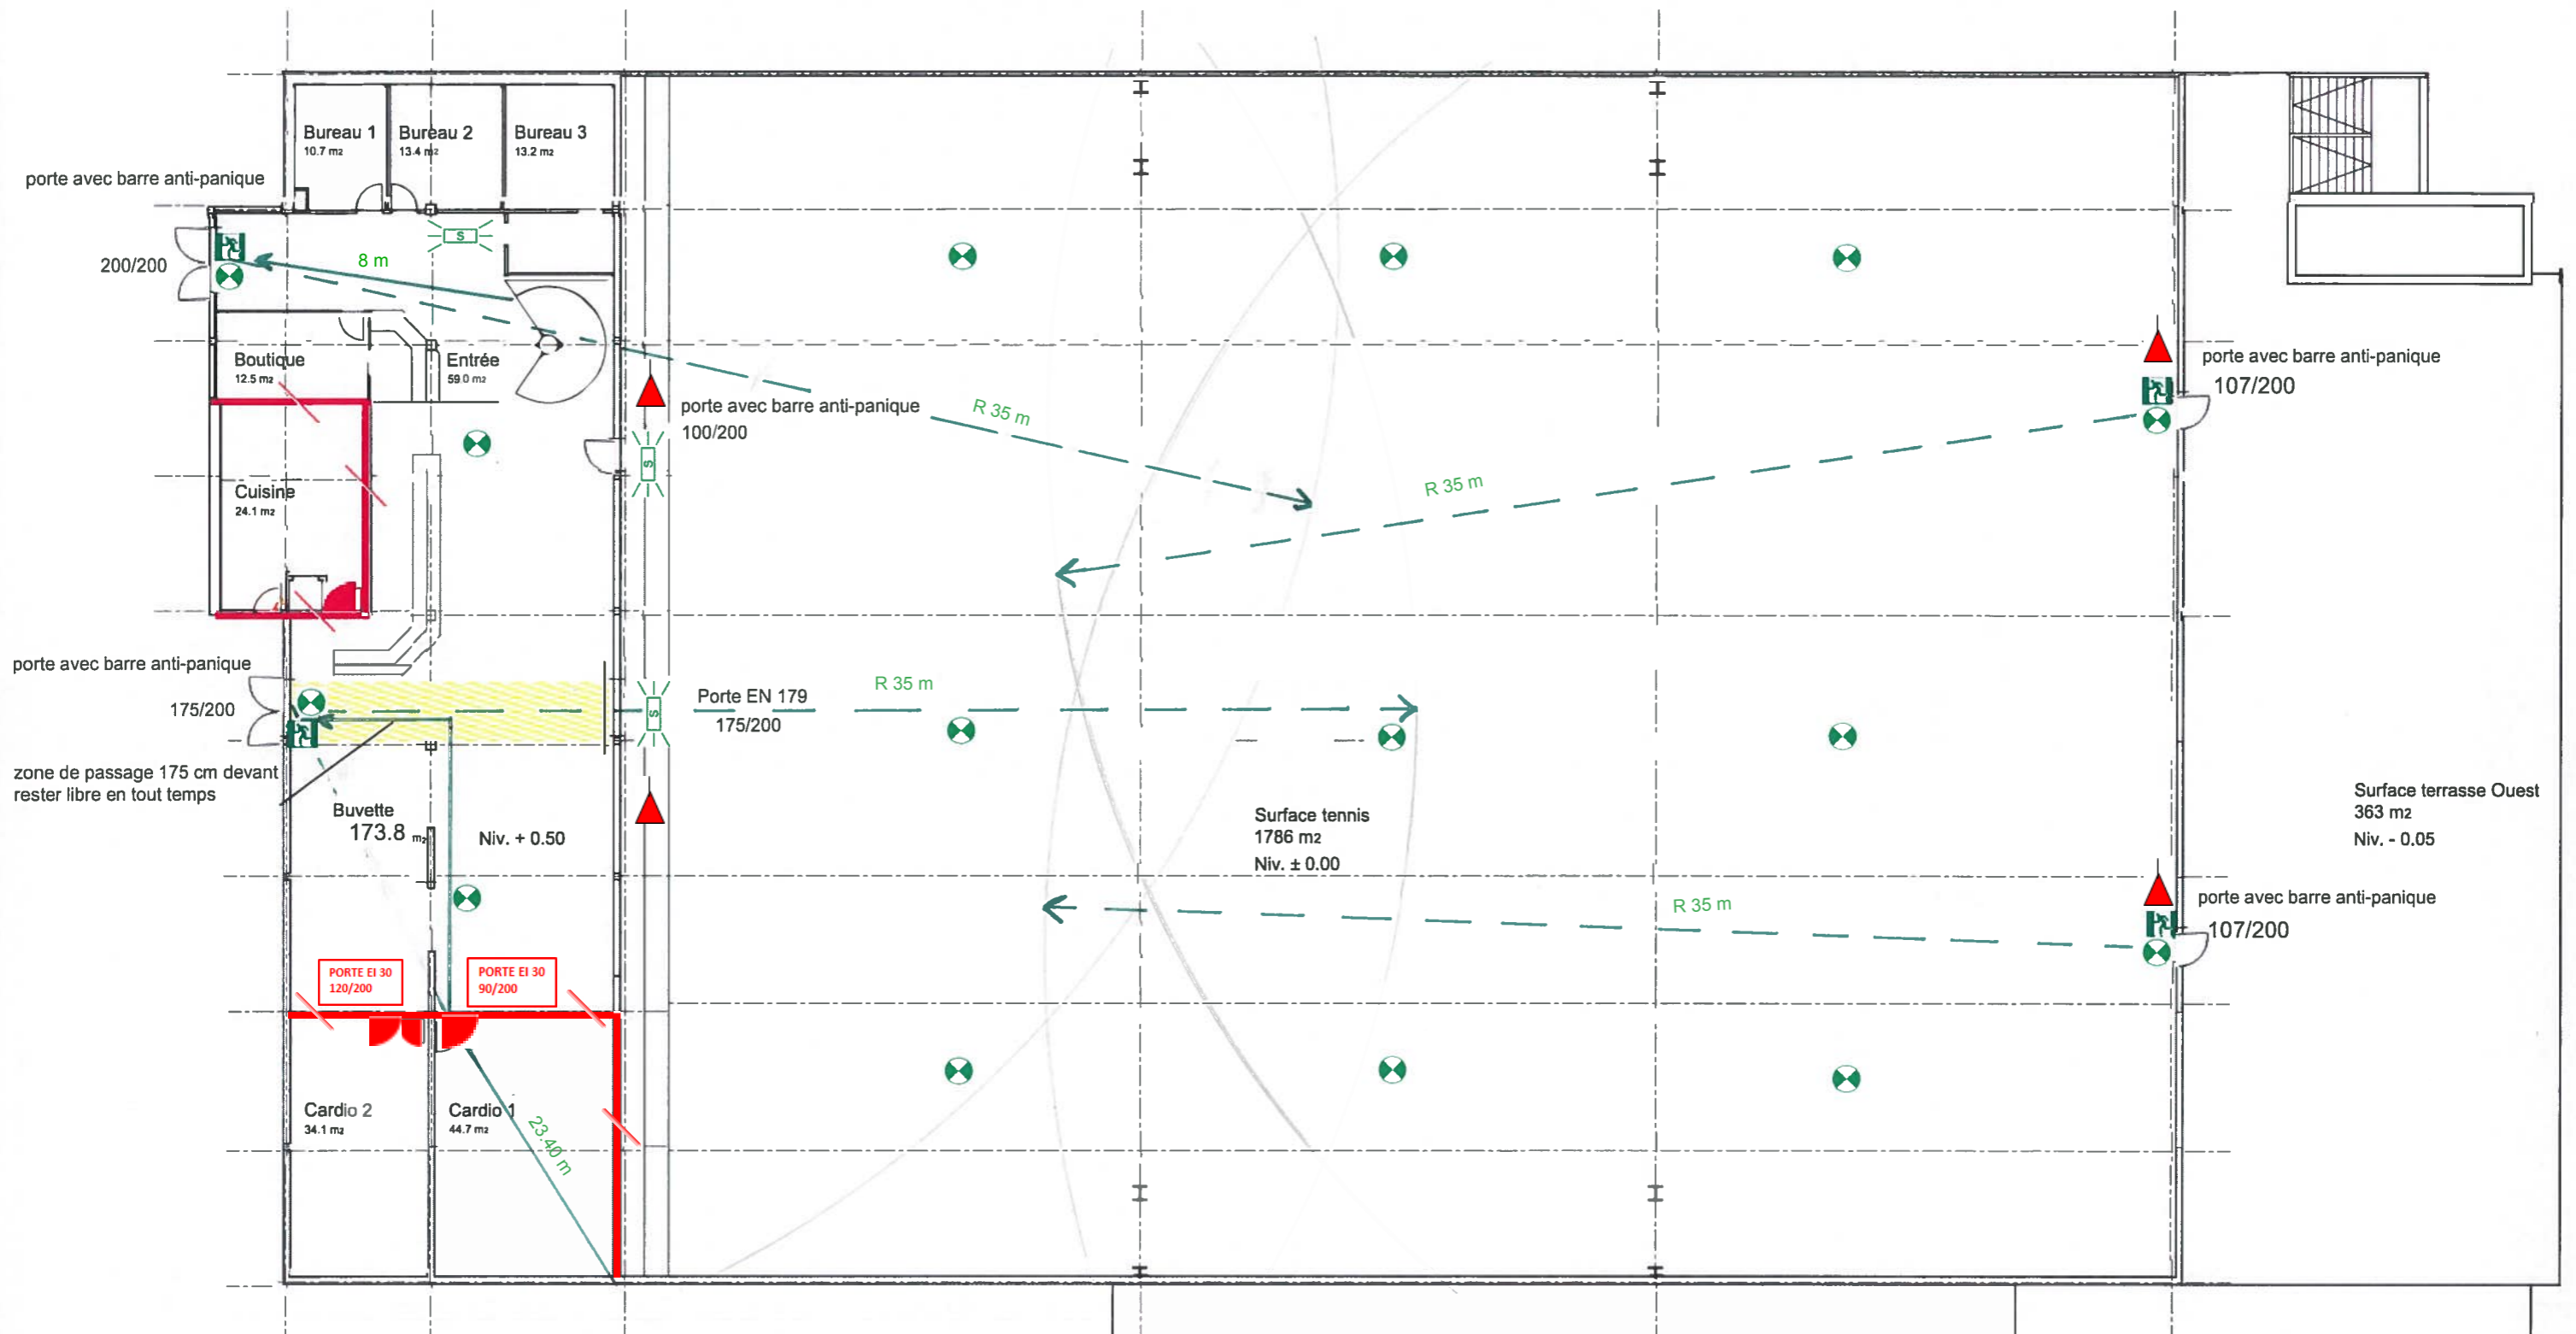 Bureau 1
10.7 m2
Bureau 2
13.4 m2
Bureau 3
13.2 m2
porte avec barre anti-panique
200/200
S
8 m
Boutique
12.5 m2
Entrée
59.0 m2
porte avec barre anti-panique
100/200
R 35 m
R 35 m
porte avec barre anti-panique
107/200
S
Cuisine
24.1 m2
porte avec barre anti-panique
175/200
S
Porte EN 179
175/200
R 35 m
zone de passage 175 cm devant
rester libre en tout temps
Buvette
173.8 m2
Niv. + 0.50
Surface tennis
1786 m2
Niv. ± 0.00
Surface terrasse Ouest
363 m2
Niv. - 0.05
R 35 m
porte avec barre anti-panique
107/200
PORTE EI 30
120/200
PORTE EI 30
90/200
Cardio 2
34.1 m2
Cardio 1
44.7 m2
23.40 m